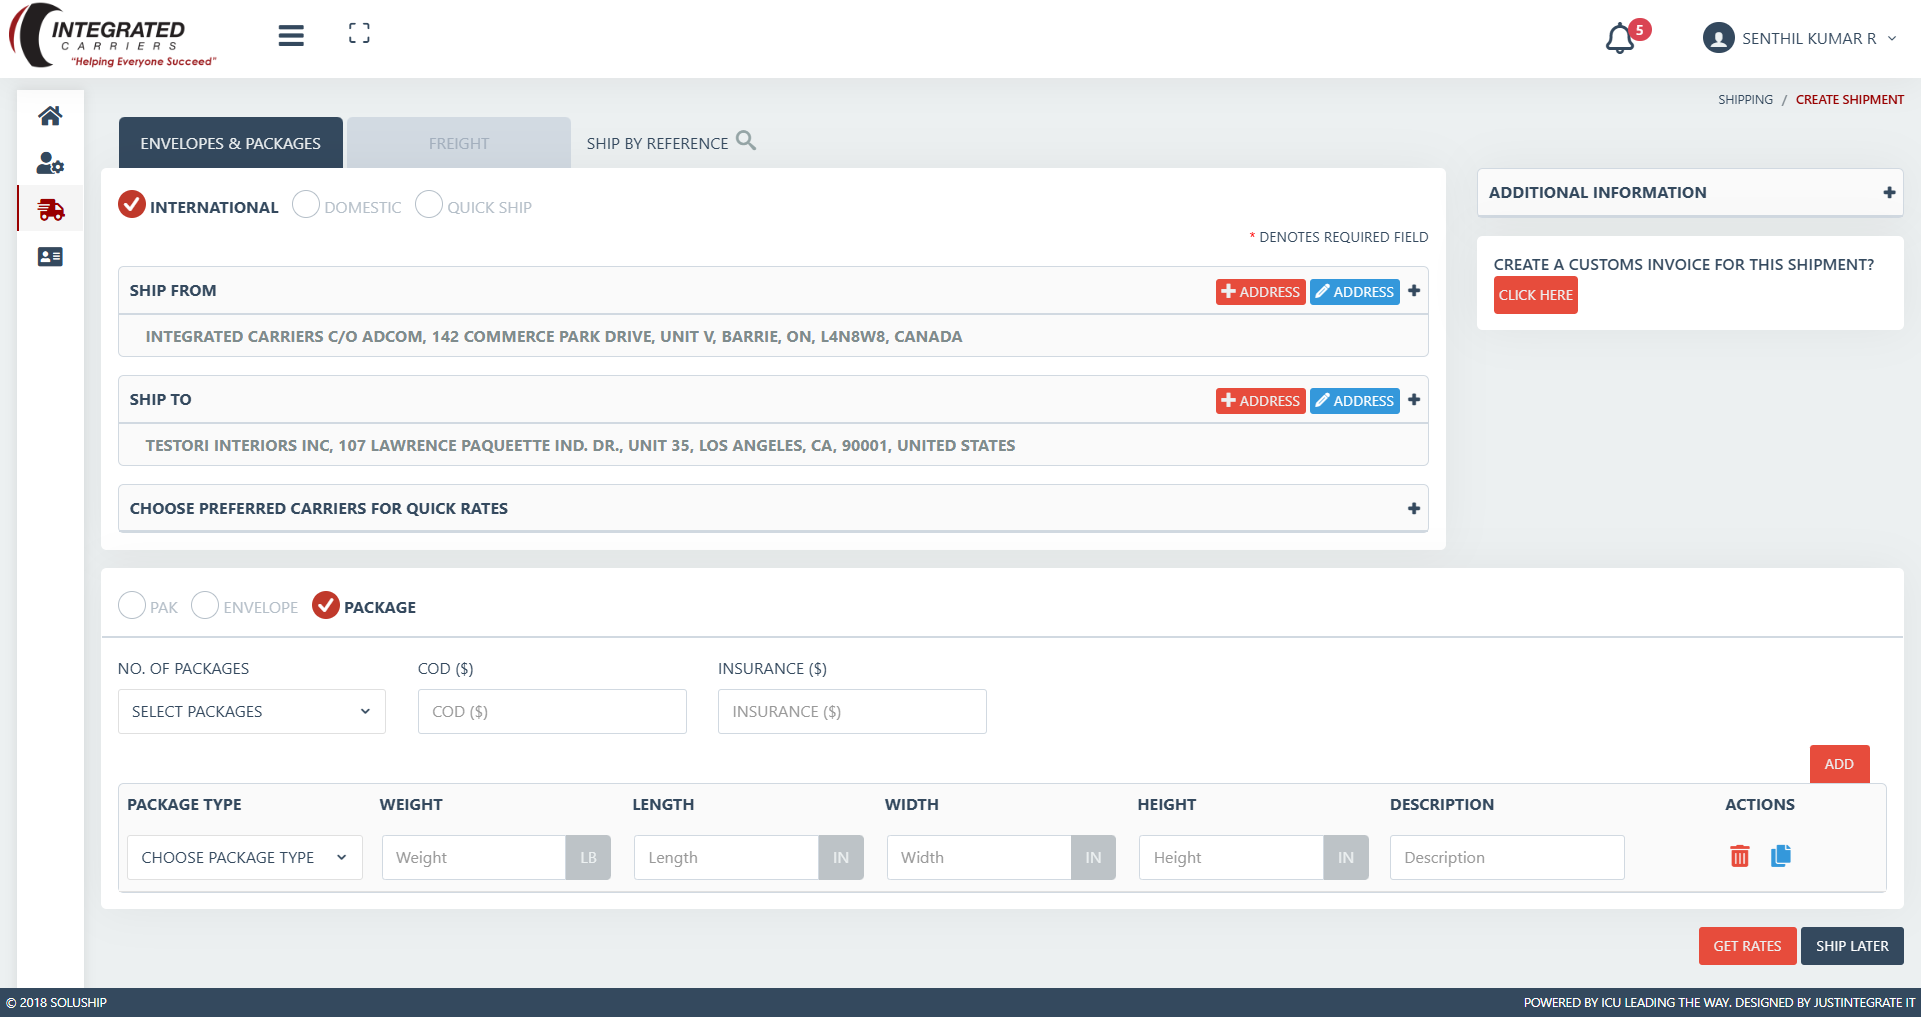 INTEGRATED
CARRIERS
"Helping Everyone Succeed"
5
SENTHIL KUMAR R
SHIPPING / CREATE SHIPMENT
ENVELOPES & PACKAGES
FREIGHT
SHIP BY REFERENCE
INTERNATIONAL
DOMESTIC
QUICK SHIP
* DENOTES REQUIRED FIELD
SHIP FROM
ADDRESS
ADDRESS
INTEGRATED CARRIERS C/O ADCOM, 142 COMMERCE PARK DRIVE, UNIT V, BARRIE, ON, L4N8W8, CANADA
SHIP TO
ADDRESS
ADDRESS
TESTORI INTERIORS INC, 107 LAWRENCE PAQUEETTE IND. DR., UNIT 35, LOS ANGELES, CA, 90001, UNITED STATES
CHOOSE PREFERRED CARRIERS FOR QUICK RATES
ADDITIONAL INFORMATION
CREATE A CUSTOMS INVOICE FOR THIS SHIPMENT?
CLICK HERE
PAK
ENVELOPE
PACKAGE
NO. OF PACKAGES
COD ($)
INSURANCE ($)
SELECT PACKAGES
COD ($)
INSURANCE ($)
ADD
PACKAGE TYPE
WEIGHT
LENGTH
WIDTH
HEIGHT
DESCRIPTION
ACTIONS
CHOOSE PACKAGE TYPE
Weight
LB
Length
IN
Width
IN
Height
IN
Description
GET RATES
SHIP LATER
© 2018 SOLUSHIP
POWERED BY ICU LEADING THE WAY. DESIGNED BY JUSTINTEGRATE IT